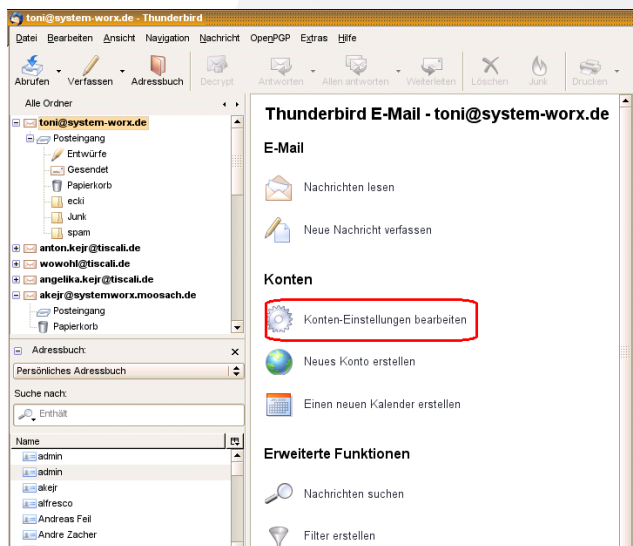 toni@system-worx.de - Thunderbird
Datei Bearbeiten Ansicht Navigation Nachricht OpenPGP Extras Hilfe
Abrufen Verfassen Adressbuch Decrypt Antworten Allen antworten Weiterleiten Löschen Junk Drucken
Alle Ordner
toni@system-worx.de
Posteingang
Entwürfe
Gesendet
Papierkorb
ecki
Junk
spam
anton.kejr@tiscali.de
wowohl@tiscali.de
angelika.kejr@tiscali.de
akejr@systemworx.moosach.de
Posteingang
Papierkorb
Adressbuch:
Persönliches Adressbuch
Suche nach:
Enthält
Name
admin
admin
akejr
alfresco
Andreas Feil
Andre Zacher
Thunderbird E-Mail - toni@system-worx.de
E-Mail
Nachrichten lesen
Neue Nachricht verfassen
Konten
Konten-Einstellungen bearbeiten
Neues Konto erstellen
Einen neuen Kalender erstellen
Erweiterte Funktionen
Nachrichten suchen
Filter erstellen